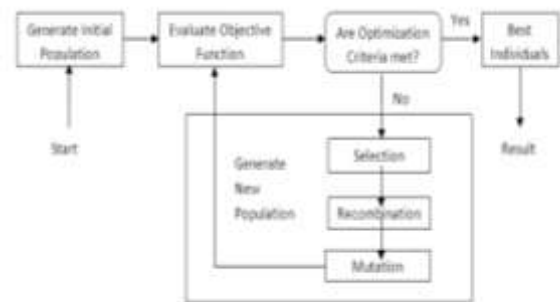 Generate Initial
Population
Evaluate Objective
Function
Are Optimization
Criteria met?
Yes
Best
Individuals
No
Start
Result
Generate
New
Population
Selection
Recombination
Mutation